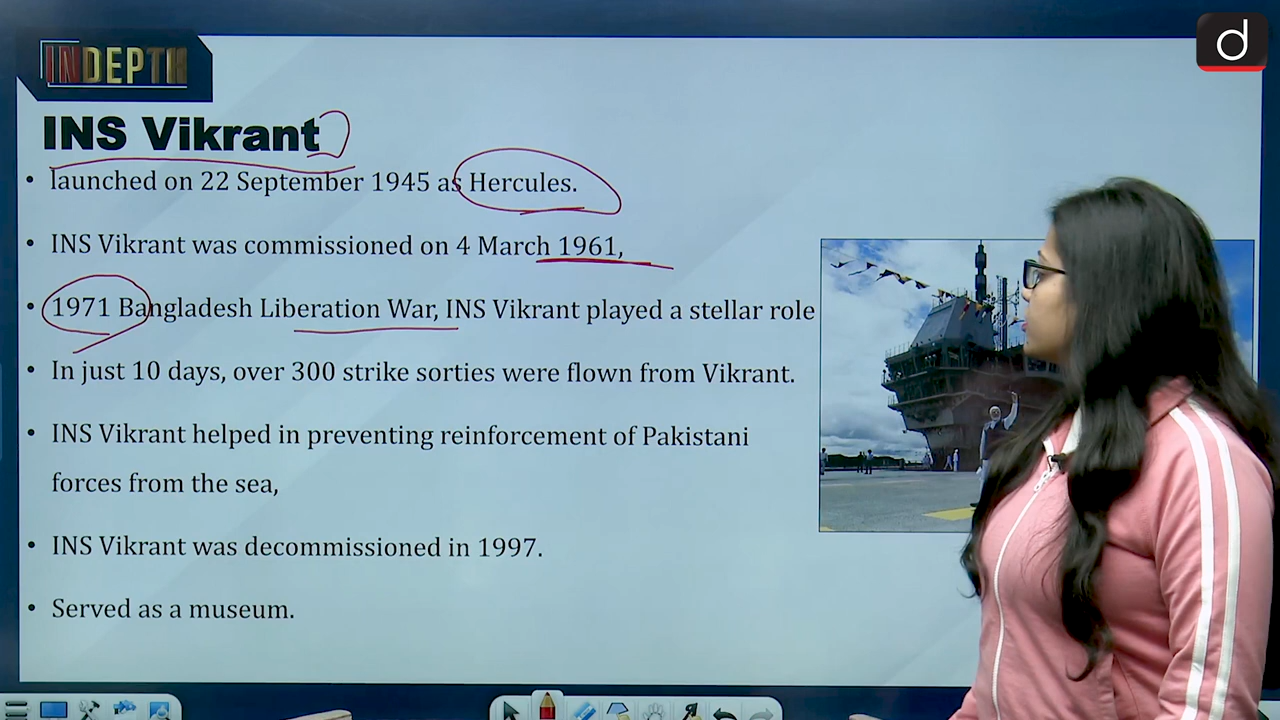 INDEPTH
d
INS Vikrant
• launched on 22 September 1945 as Hercules.
• INS Vikrant was commissioned on 4 March 1961,
• 1971 Bangladesh Liberation War, INS Vikrant played a stellar role
• In just 10 days, over 300 strike sorties were flown from Vikrant.
• INS Vikrant helped in preventing reinforcement of Pakistani
forces from the sea,
• INS Vikrant was decommissioned in 1997.
• Served as a museum.